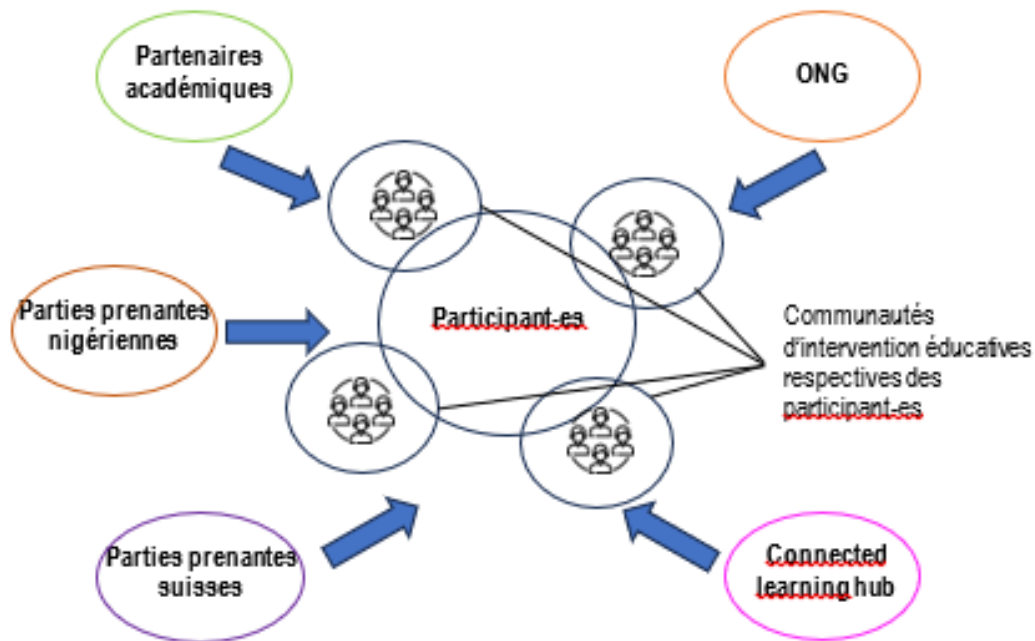 Partenaires
académiques
ONG
Parties prenantes
nigériennes
Participant-es
Communautés
d'intervention éducatives
respectives des
participant-es
Parties prenantes
suisses
Connected
learning hub